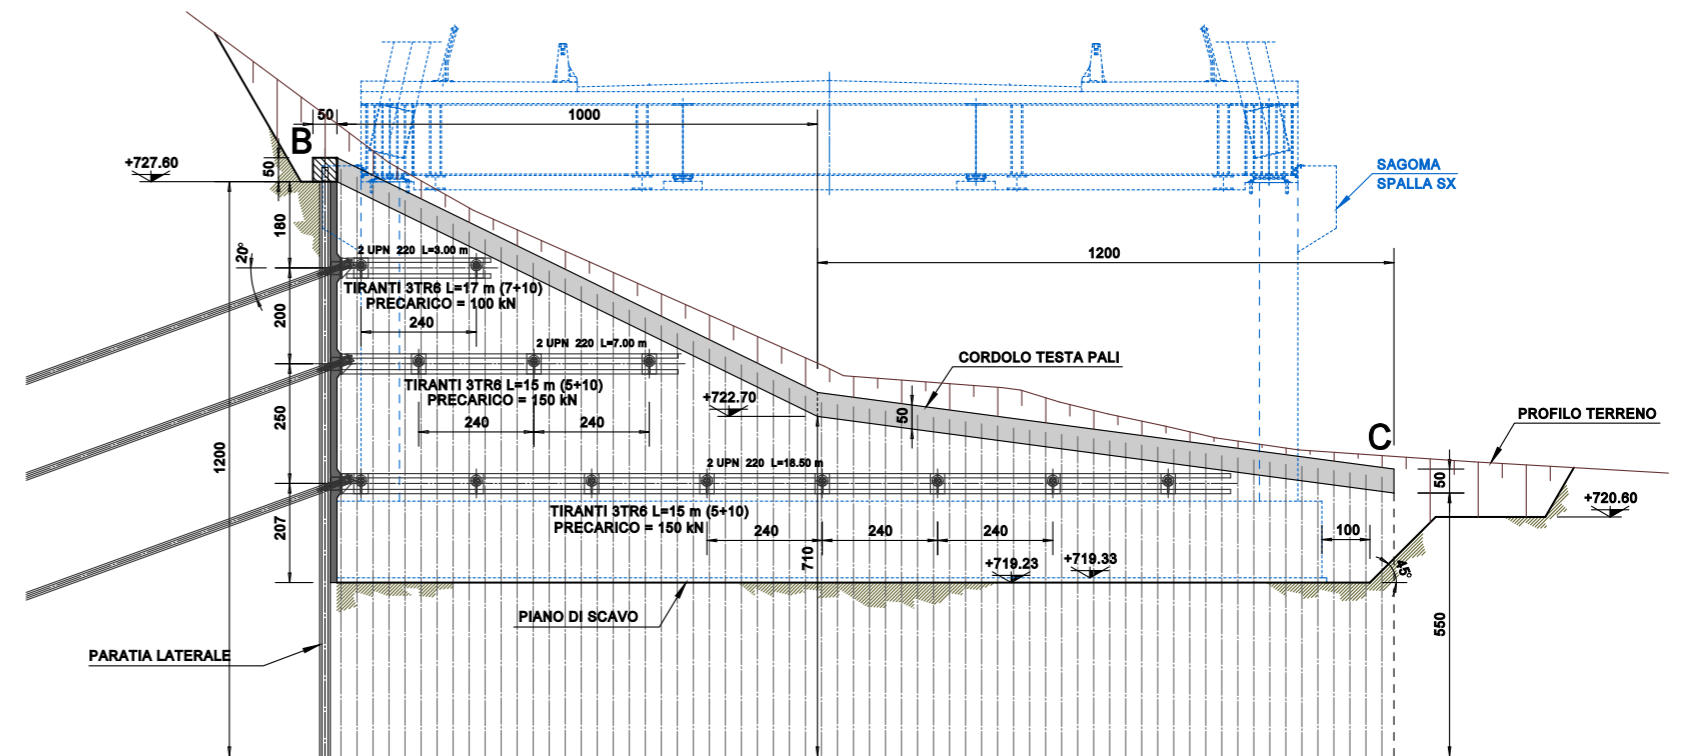 50
1000
B
+727.60
50
SAGOMA
SPALLA SX
180
20°
2 UPN 220 L=3.00 m
1200
TIRANTI 3TR6 L=17 m (7+10)
PRECARICO = 100 kN
200
240
2 UPN 220 L=7.00 m
CORDOLO TESTA PALI
TIRANTI 3TR6 L=15 m (5+10)
PRECARICO = 150 kN
+722.70
50
PROFILO TERRENO
250
240
240
C
1200
2 UPN 220 L=18.50 m
50
+720.60
TIRANTI 3TR6 L=15 m (5+10)
PRECARICO = 150 kN
207
240
240
240
100
710
+719.23
+719.33
45°
PIANO DI SCAVO
550
PARATIA LATERALE